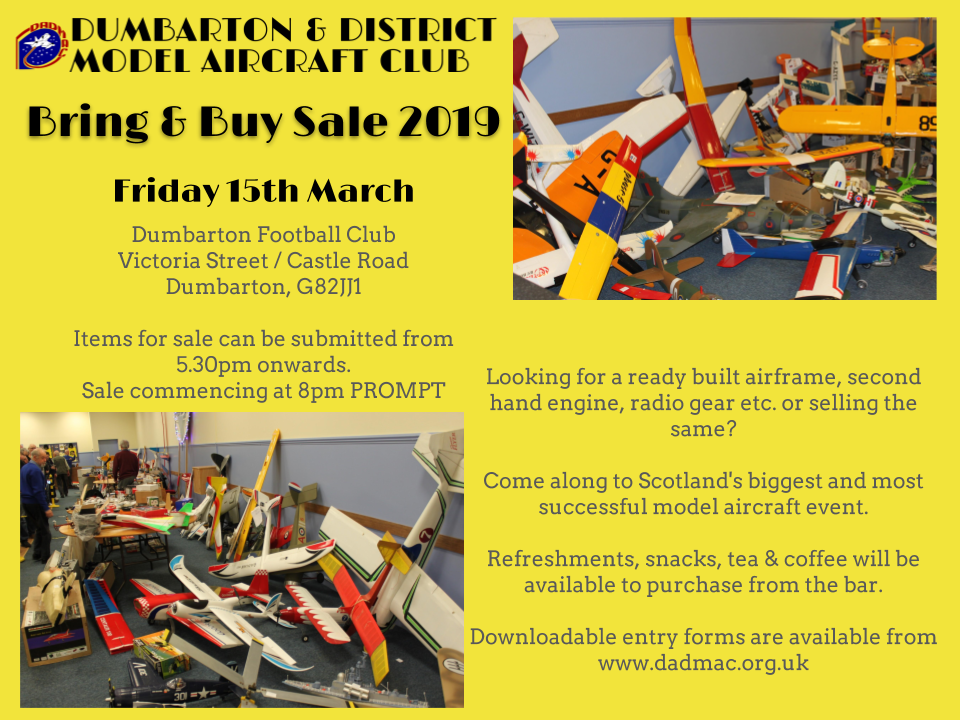 DADMAC
DUMBARTON & DISTRICT
MODEL AIRCRAFT CLUB
Bring & Buy Sale 2019
Friday 15th March
Dumbarton Football Club
Victoria Street / Castle Road
Dumbarton, G82JJ1
Items for sale can be submitted from
5.30pm onwards.
Sale commencing at 8pm PROMPT
G-A
58
301
Looking for a ready built airframe, second
hand engine, radio gear etc. or selling the
same?
Come along to Scotland's biggest and most
successful model aircraft event.
Refreshments, snacks, tea & coffee will be
available to purchase from the bar.
Downloadable entry forms are available from
www.dadmac.org.uk